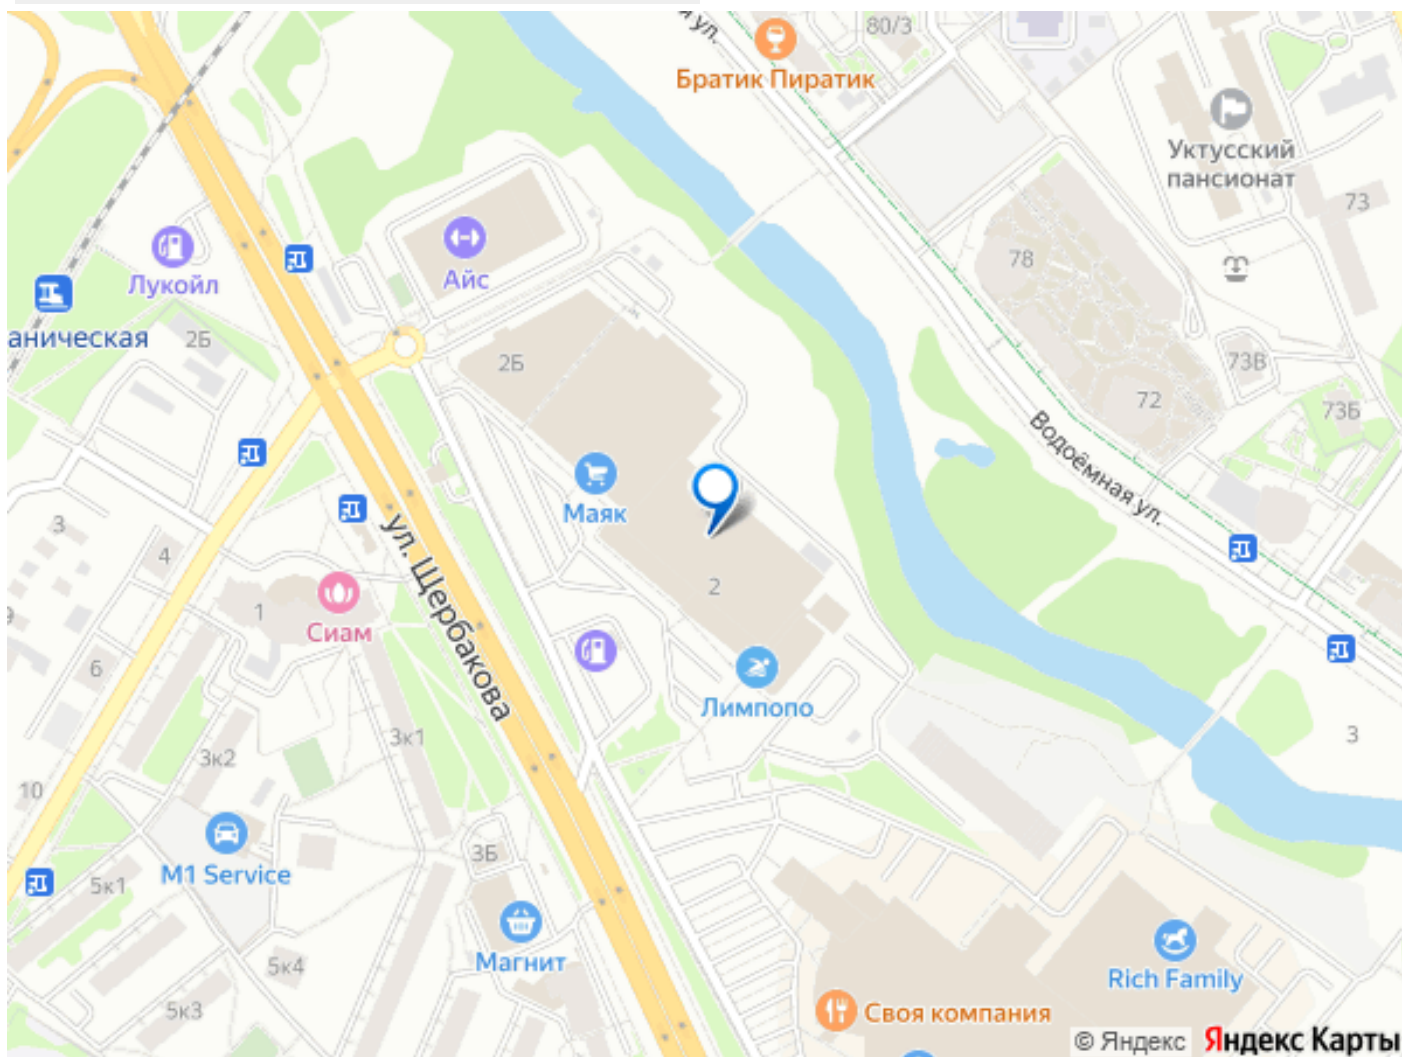 я ул.
80/3
Братик Пиратик
Уктусский
пансионат
73
78
Айс
Лукойл
аническая
2Б
2Б
73В
72
73Б
Водоёмная ул.
Маяк
3
4
ул. Щербакова
2
1
Сиам
6
Лимпопо
3к1
3к2
3
10
3Б
M1 Service
5к1
Магнит
5к4
Rich Family
5к3
Своя компания
© Яндекс Яндекс Карты